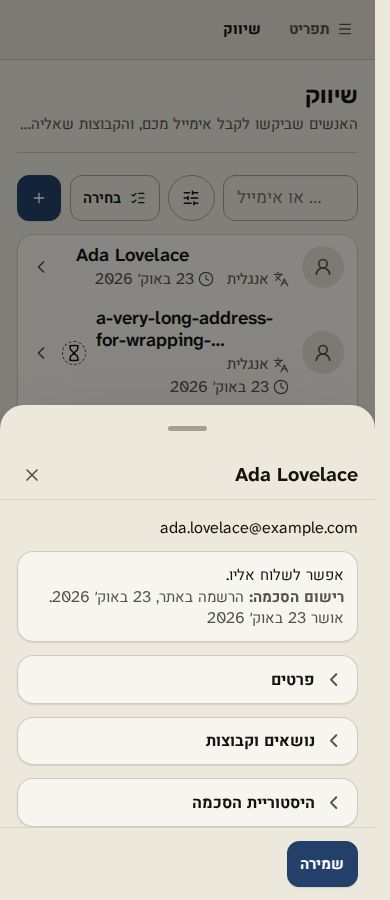 תפריט
שיווק
שיווק
האנשים שביקשו לקבל אימייל מכם, והקבוצות שאליה...
... או אימייל
בחירה
+
Ada Lovelace
אנגלית
23 באוק׳ 2026
a-very-long-address-
for-wrapping-...
אנגלית
23 באוק׳ 2026
Ada Lovelace
ada.lovelace@example.com
אפשר לשלוח אליו.
רישום הסכמה: הרשמה באתר, 23 באוק׳ 2026.
אושר 23 באוק׳ 2026
פרטים
נושאים וקבוצות
היסטוריית הסכמה
שמירה